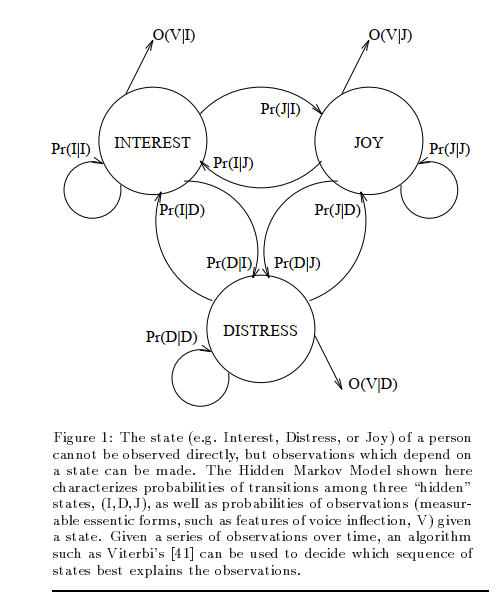 O(V|I)
O(V|J)
Pr(J|I)
Pr(I|I)
INTEREST
JOY
Pr(J|J)
Pr(I|J)
Pr(I|D)
Pr(J|D)
Pr(D|I)
Pr(D|J)
Pr(D|D)
DISTRESS
O(V|D)
Figure 1: The state (e.g. Interest, Distress, or Joy) of a person
cannot be observed directly, but observations which depend on
a state can be made. The Hidden Markov Model shown here
characterizes probabilities of transitions among three “hidden”
states, (I,D,J), as well as probabilities of observations (measur-
able essentic forms, such as features of voice inflection, V) given
a state. Given a series of observations over time, an algorithm
such as Viterbi's [41] can be used to decide which sequence of
states best explains the observations.